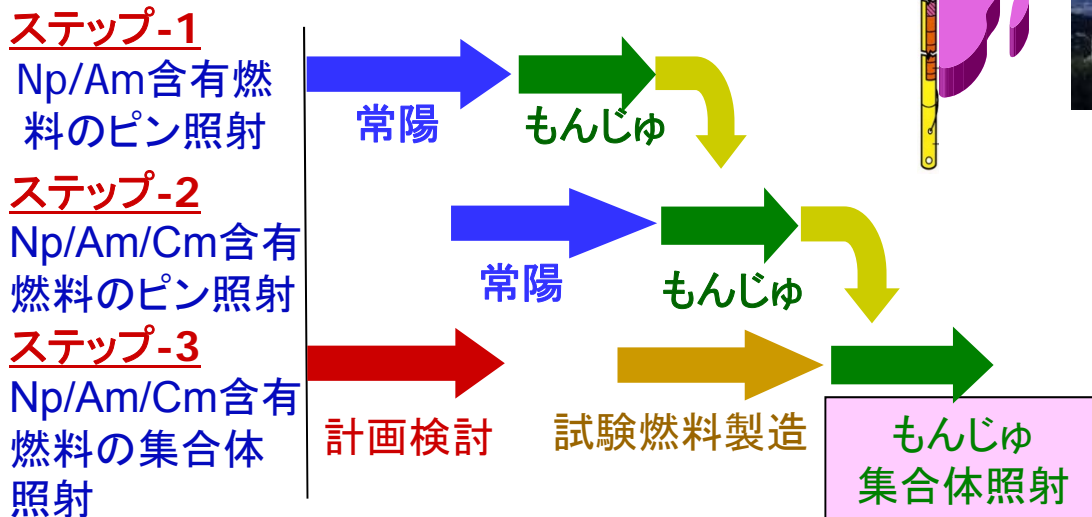 ステップ-1
Np/Am含有燃
料のピン照射
常陽
もんじゅ
ステップ-2
Np/Am/Cm含有
燃料のピン照射
常陽
もんじゅ
ステップ-3
Np/Am/Cm含有
燃料の集合体
照射
計画検討
試験燃料製造
もんじゅ
集合体照射